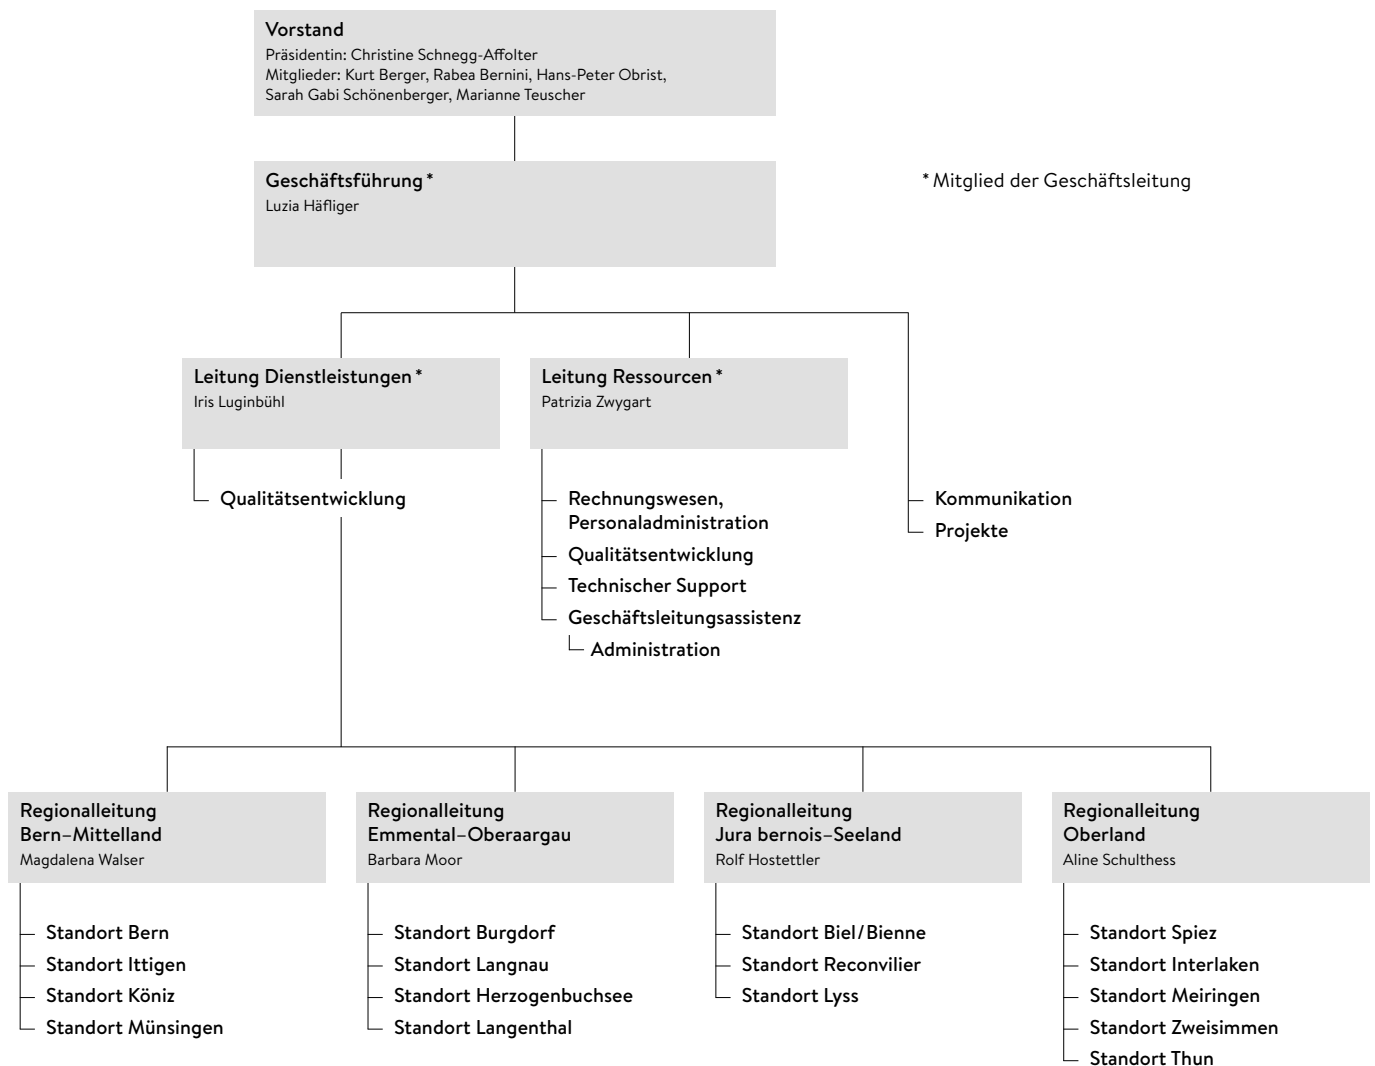 Vorstand
Präsidentin: Christine Schnegg-Affolter
Mitglieder: Kurt Berger, Rabea Bernini, Hans-Peter Obrist,
Sarah Gabi Schönenberger, Marianne Teuscher
Geschäftsführung *
Luzia Häfliger
* Mitglied der Geschäftsleitung
Leitung Dienstleistungen *
Iris Luginbühl
Qualitätsentwicklung
Leitung Ressourcen *
Patrizia Zwygart
Rechnungswesen,
Personaladministration
Qualitätsentwicklung
Technischer Support
Geschäftsleitungsassistenz
Administration
Kommunikation
Projekte
Regionalleitung
Bern–Mittelland
Magdalena Walser
Standort Bern
Standort Ittigen
Standort Köniz
Standort Münsingen
Regionalleitung
Emmental–Oberaargau
Barbara Moor
Standort Burgdorf
Standort Langnau
Standort Herzogenbuchsee
Standort Langenthal
Regionalleitung
Jura bernois–Seeland
Rolf Hostettler
Standort Biel/Bienne
Standort Reconvilier
Standort Lyss
Regionalleitung
Oberland
Aline Schulthess
Standort Spiez
Standort Interlaken
Standort Meiringen
Standort Zweisimmen
Standort Thun